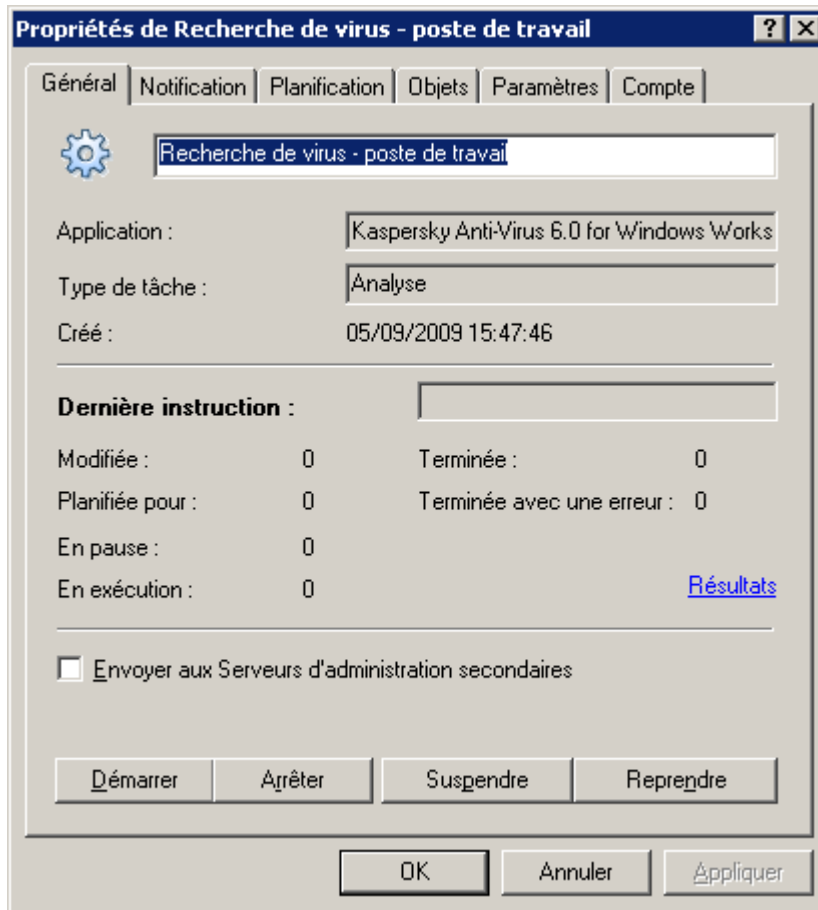 Propriétés de Recherche de virus - poste de travail
Général Notification Planification Objets Paramètres Compte
Recherche de virus - poste de travail
Application : Kaspersky Anti-Virus 6.0 for Windows Works
Type de tâche : Analyse
Créé : 05/09/2009 15:47:46
Dernière instruction :
Modifiée : 0 Terminée : 0
Planifiée pour : 0 Terminée avec une erreur : 0
En pause : 0
En exécution : 0 Résultats
Envoyer aux Serveurs d'administration secondaires
Démarrer Arrêter Suspendre Reprendre
OK Annuler Appliquer